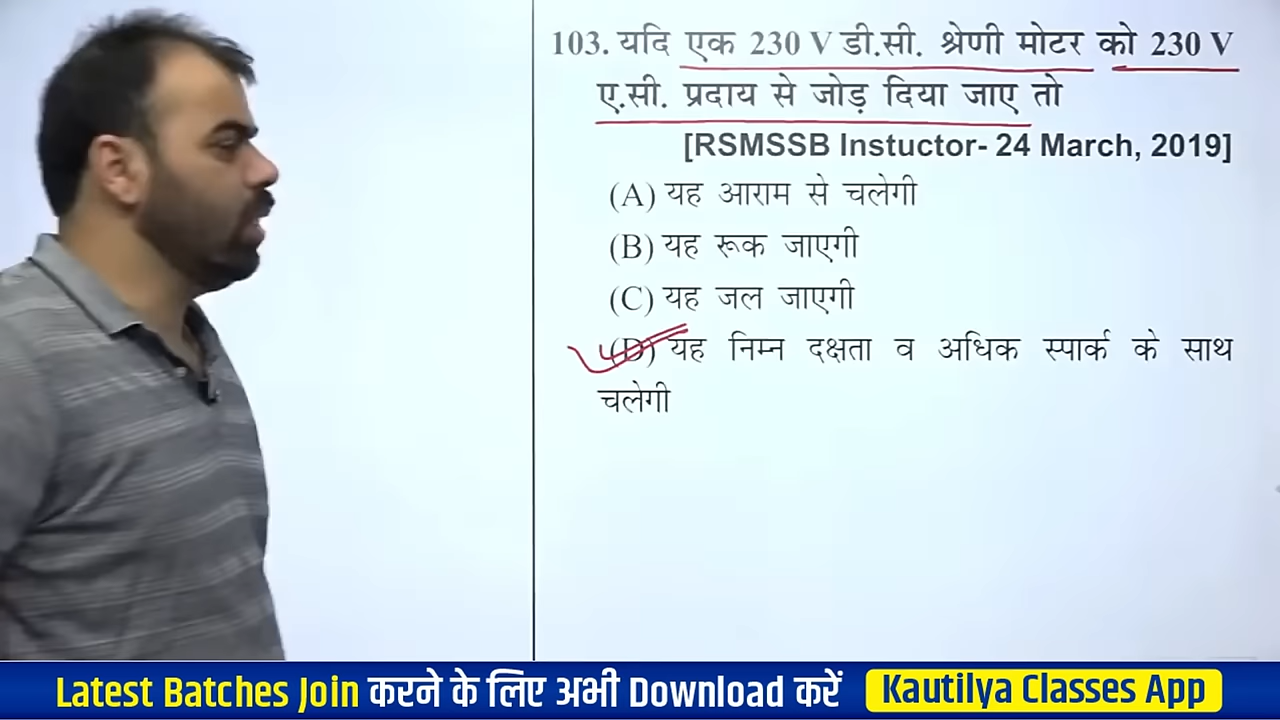 103. यदि एक 230 V डी.सी. श्रेणी मोटर को 230 V
ए.सी. प्रदाय से जोड़ दिया जाए तो
[RSMSSB Instuctor- 24 March, 2019]
(A) यह आराम से चलेगी
(B) यह रूक जाएगी
(C) यह जल जाएगी
(D) यह निम्न दक्षता व अधिक स्पार्क के साथ
चलेगी
Latest Batches Join करने के लिए अभी Download करें Kautilya Classes App